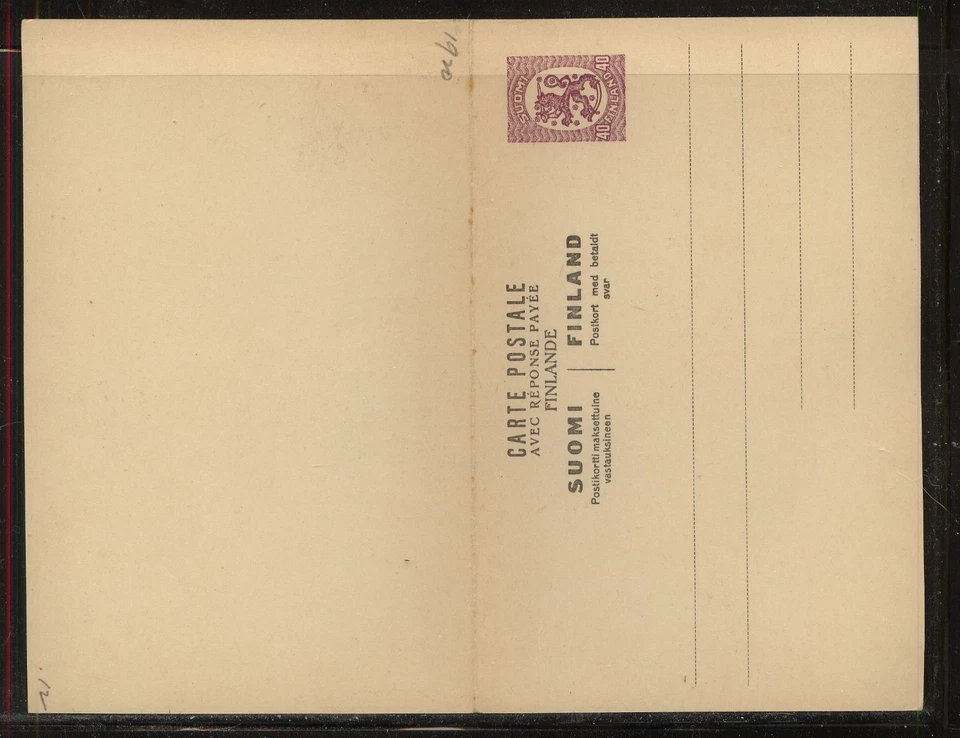 CARTE POSTALE
AVEC RÉPONSE PAYÉE
FINLANDE
SUOMI | FINLAND
Postikortti maksettuine
vastauksineen
Postkort med betaldt
svar
SUOMI
FINLAND
40 40
1920
12